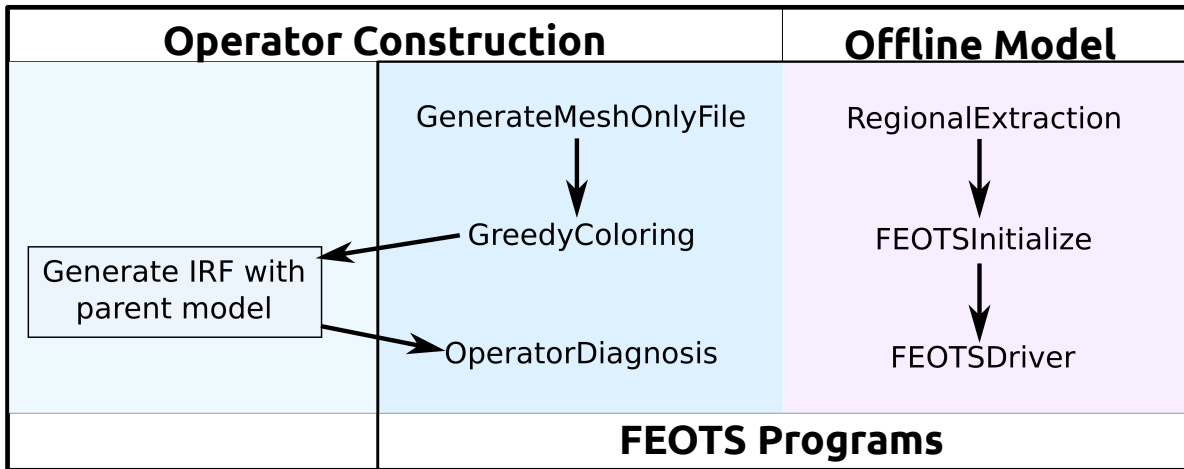 Operator Construction
Offline Model
GenerateMeshOnlyFile
GreedyColoring
Generate IRF with
parent model
OperatorDiagnosis
RegionalExtraction
FEOTSInitialize
FEOTSDriver
FEOTS Programs